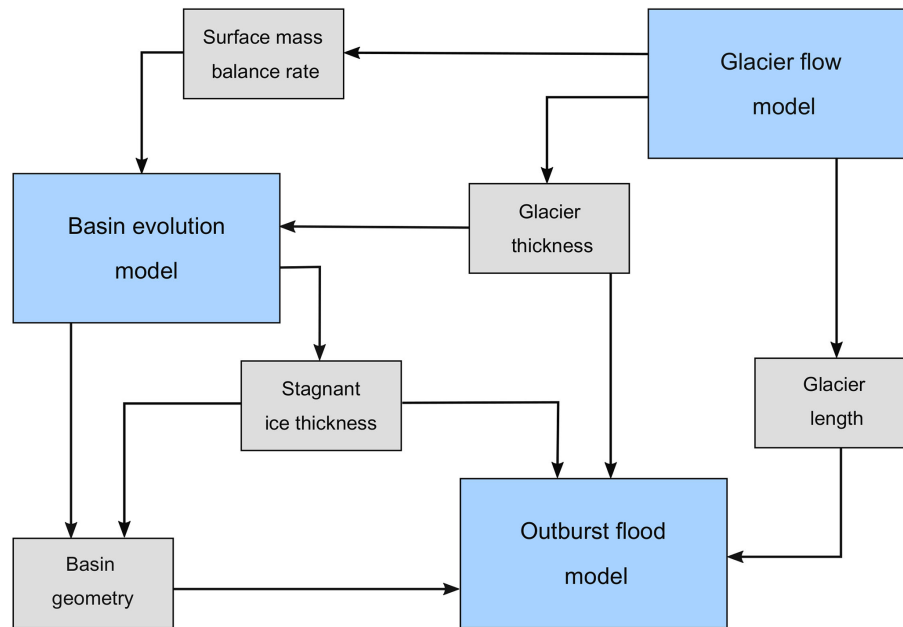 Surface mass
balance rate
Glacier flow
model
Basin evolution
model
Glacier
thickness
Stagnant
ice thickness
Glacier
length
Outburst flood
model
Basin
geometry